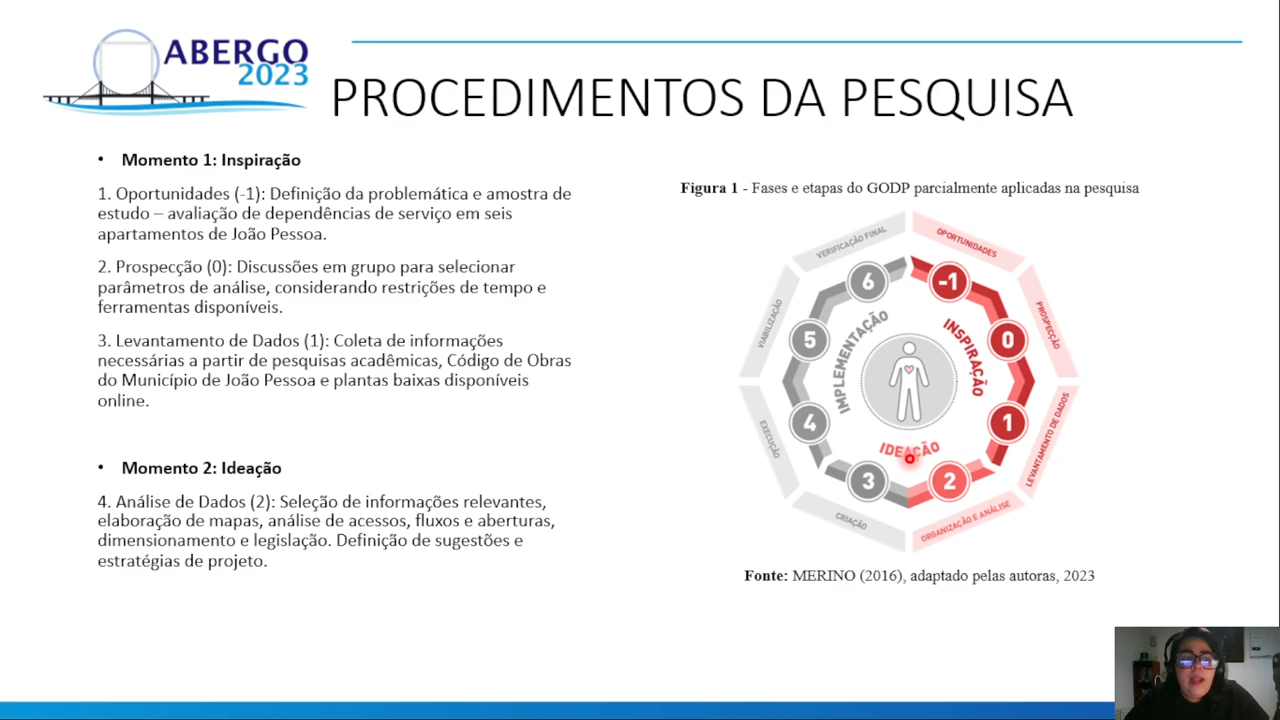 ABERGO
2023
PROCEDIMENTOS DA PESQUISA
• Momento 1: Inspiração
1. Oportunidades (-1): Definição da problemática e amostra de
estudo – avaliação de dependências de serviço em seis
apartamentos de João Pessoa.
2. Prospecção (0): Discussões em grupo para selecionar
parâmetros de análise, considerando restrições de tempo e
ferramentas disponíveis.
3. Levantamento de Dados (1): Coleta de informações
necessárias a partir de pesquisas acadêmicas, Código de Obras
do Município de João Pessoa e plantas baixas disponíveis
online.
• Momento 2: Ideação
4. Análise de Dados (2): Seleção de informações relevantes,
elaboração de mapas, análise de acessos, fluxos e aberturas,
dimensionamento e legislação. Definição de sugestões e
estratégias de projeto.
Figura 1 - Fases e etapas do GODP parcialmente aplicadas na pesquisa
OPORTUNIDADES
PROSPECÇÃO
LEVANTAMENTO DE DADOS
ORGANIZAÇÃO E ANÁLISE
CRIAÇÃO
EXECUÇÃO
VIABILIZAÇÃO
VERIFICAÇÃO FINAL
-1
0
1
2
3
4
5
6
INSPIRAÇÃO
IDEAÇÃO
IMPLEMENTAÇÃO
Fonte: MERINO (2016), adaptado pelas autoras, 2023